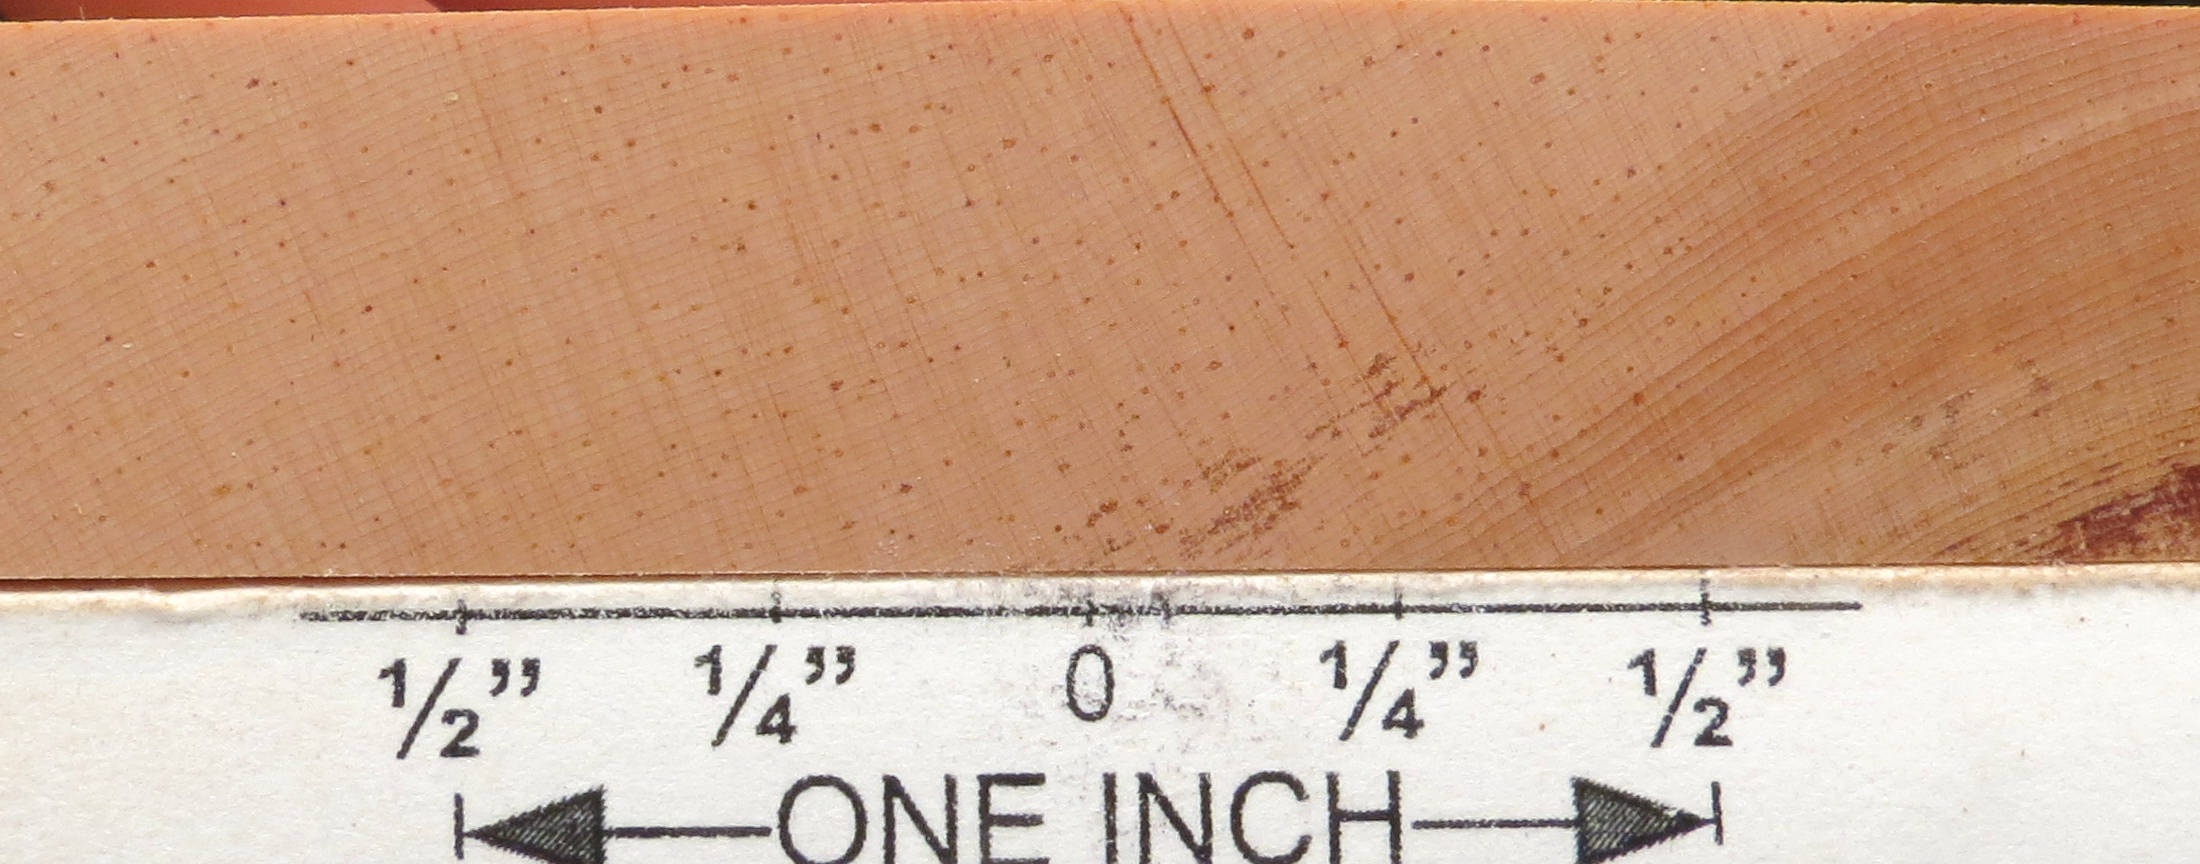 1/2” 1/4” 0 1/4” 1/2”
ONE INCH